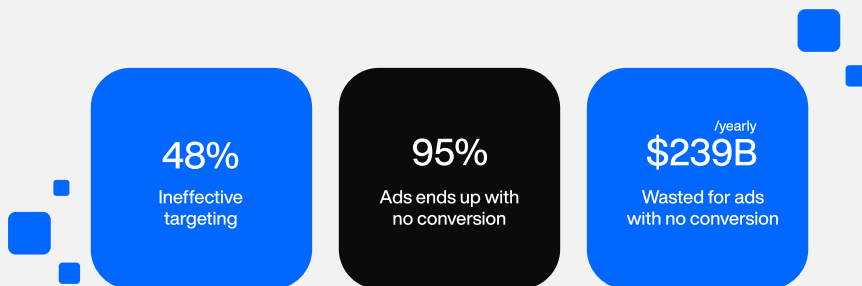 48%
Ineffective
targeting
95%
Ads ends up with
no conversion
/yearly
$239B
Wasted for ads
with no conversion